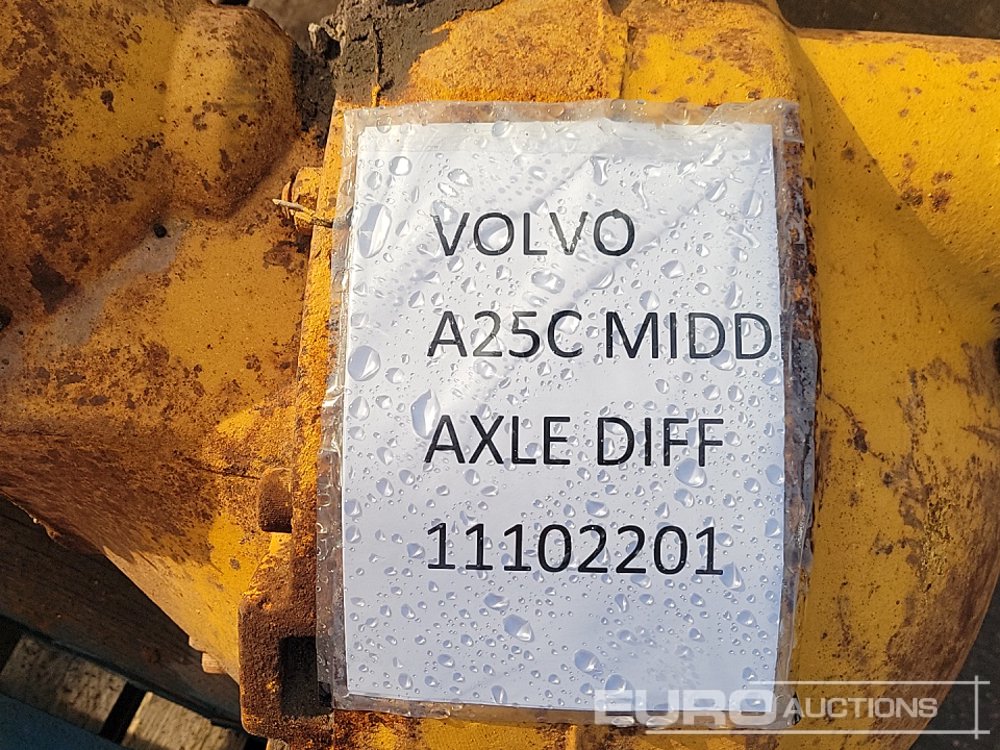 VOLVO
A25C MIDD
AXLE DIFF
11102201
EURO AUCTIONS